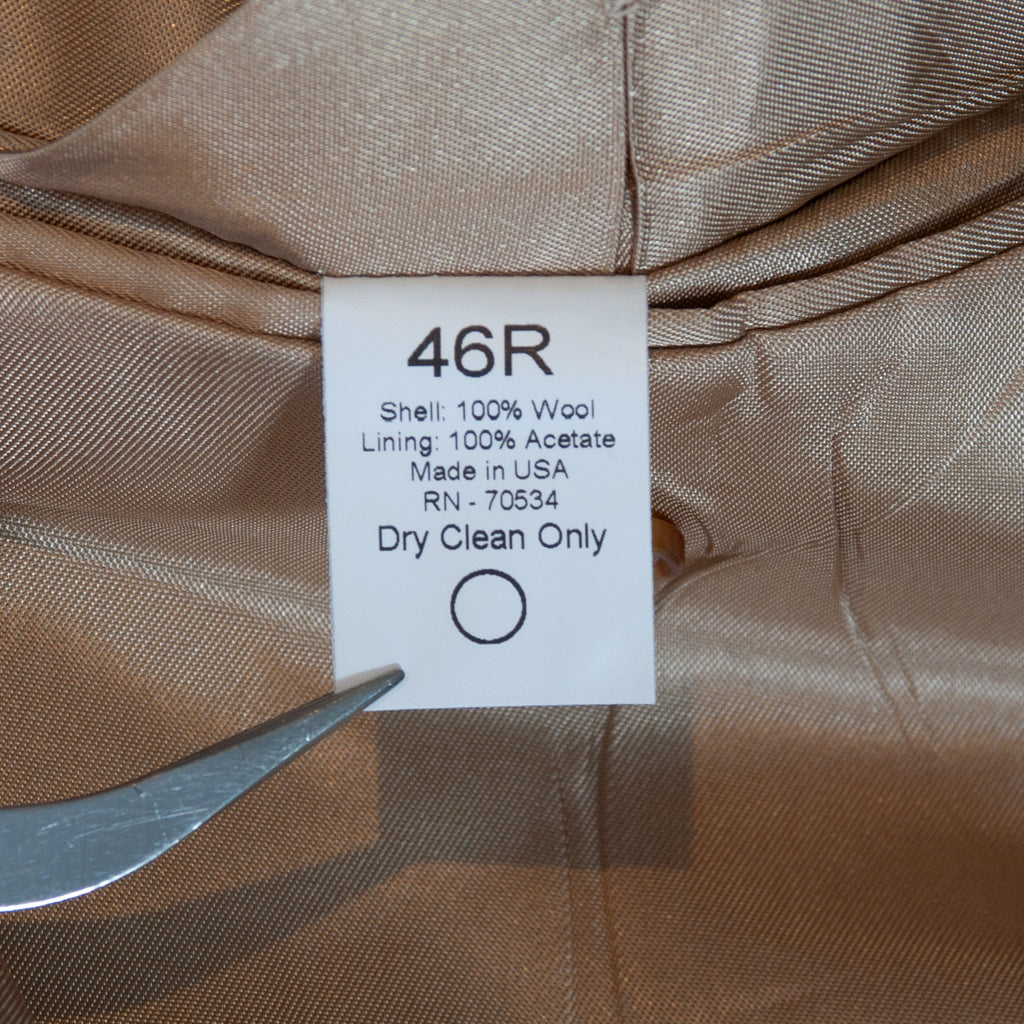 46R
Shell: 100% Wool
Lining: 100% Acetate
Made in USA
RN - 70534
Dry Clean Only